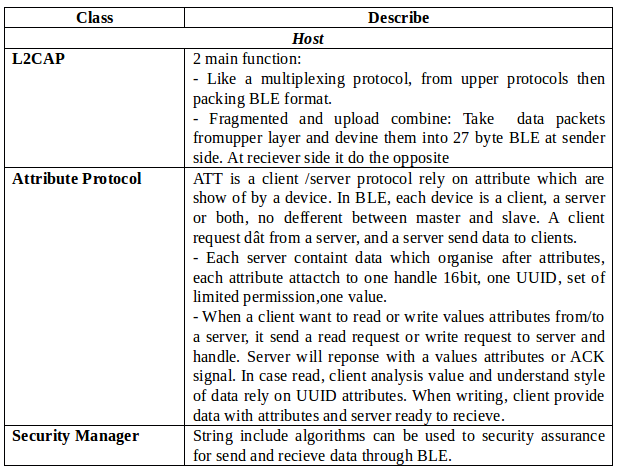 Class Describe
Host
L2CAP 2 main function:
- Like a multiplexing protocol, from upper protocols then
packing BLE format.
- Fragmented and upload combine: Take data packets
fromupper layer and devine them into 27 byte BLE at sender
side. At reciever side it do the opposite
Attribute Protocol ATT is a client /server protocol rely on attribute which are
show of by a device. In BLE, each device is a client, a server
or both, no defferent between master and slave. A client
request dât from a server, and a server send data to clients.
- Each server containt data which organise after attributes,
each attribute attactch to one handle 16bit, one UUID, set of
limited permission,one value.
- When a client want to read or write values attributes from/to
a server, it send a read request or write request to server and
handle. Server will reponse with a values attributes or ACK
signal. In case read, client analysis value and understand style
of data rely on UUID attributes. When writing, client provide
data with attributes and server ready to recieve.
Security Manager String include algorithms can be used to security assurance
for send and recieve data through BLE.